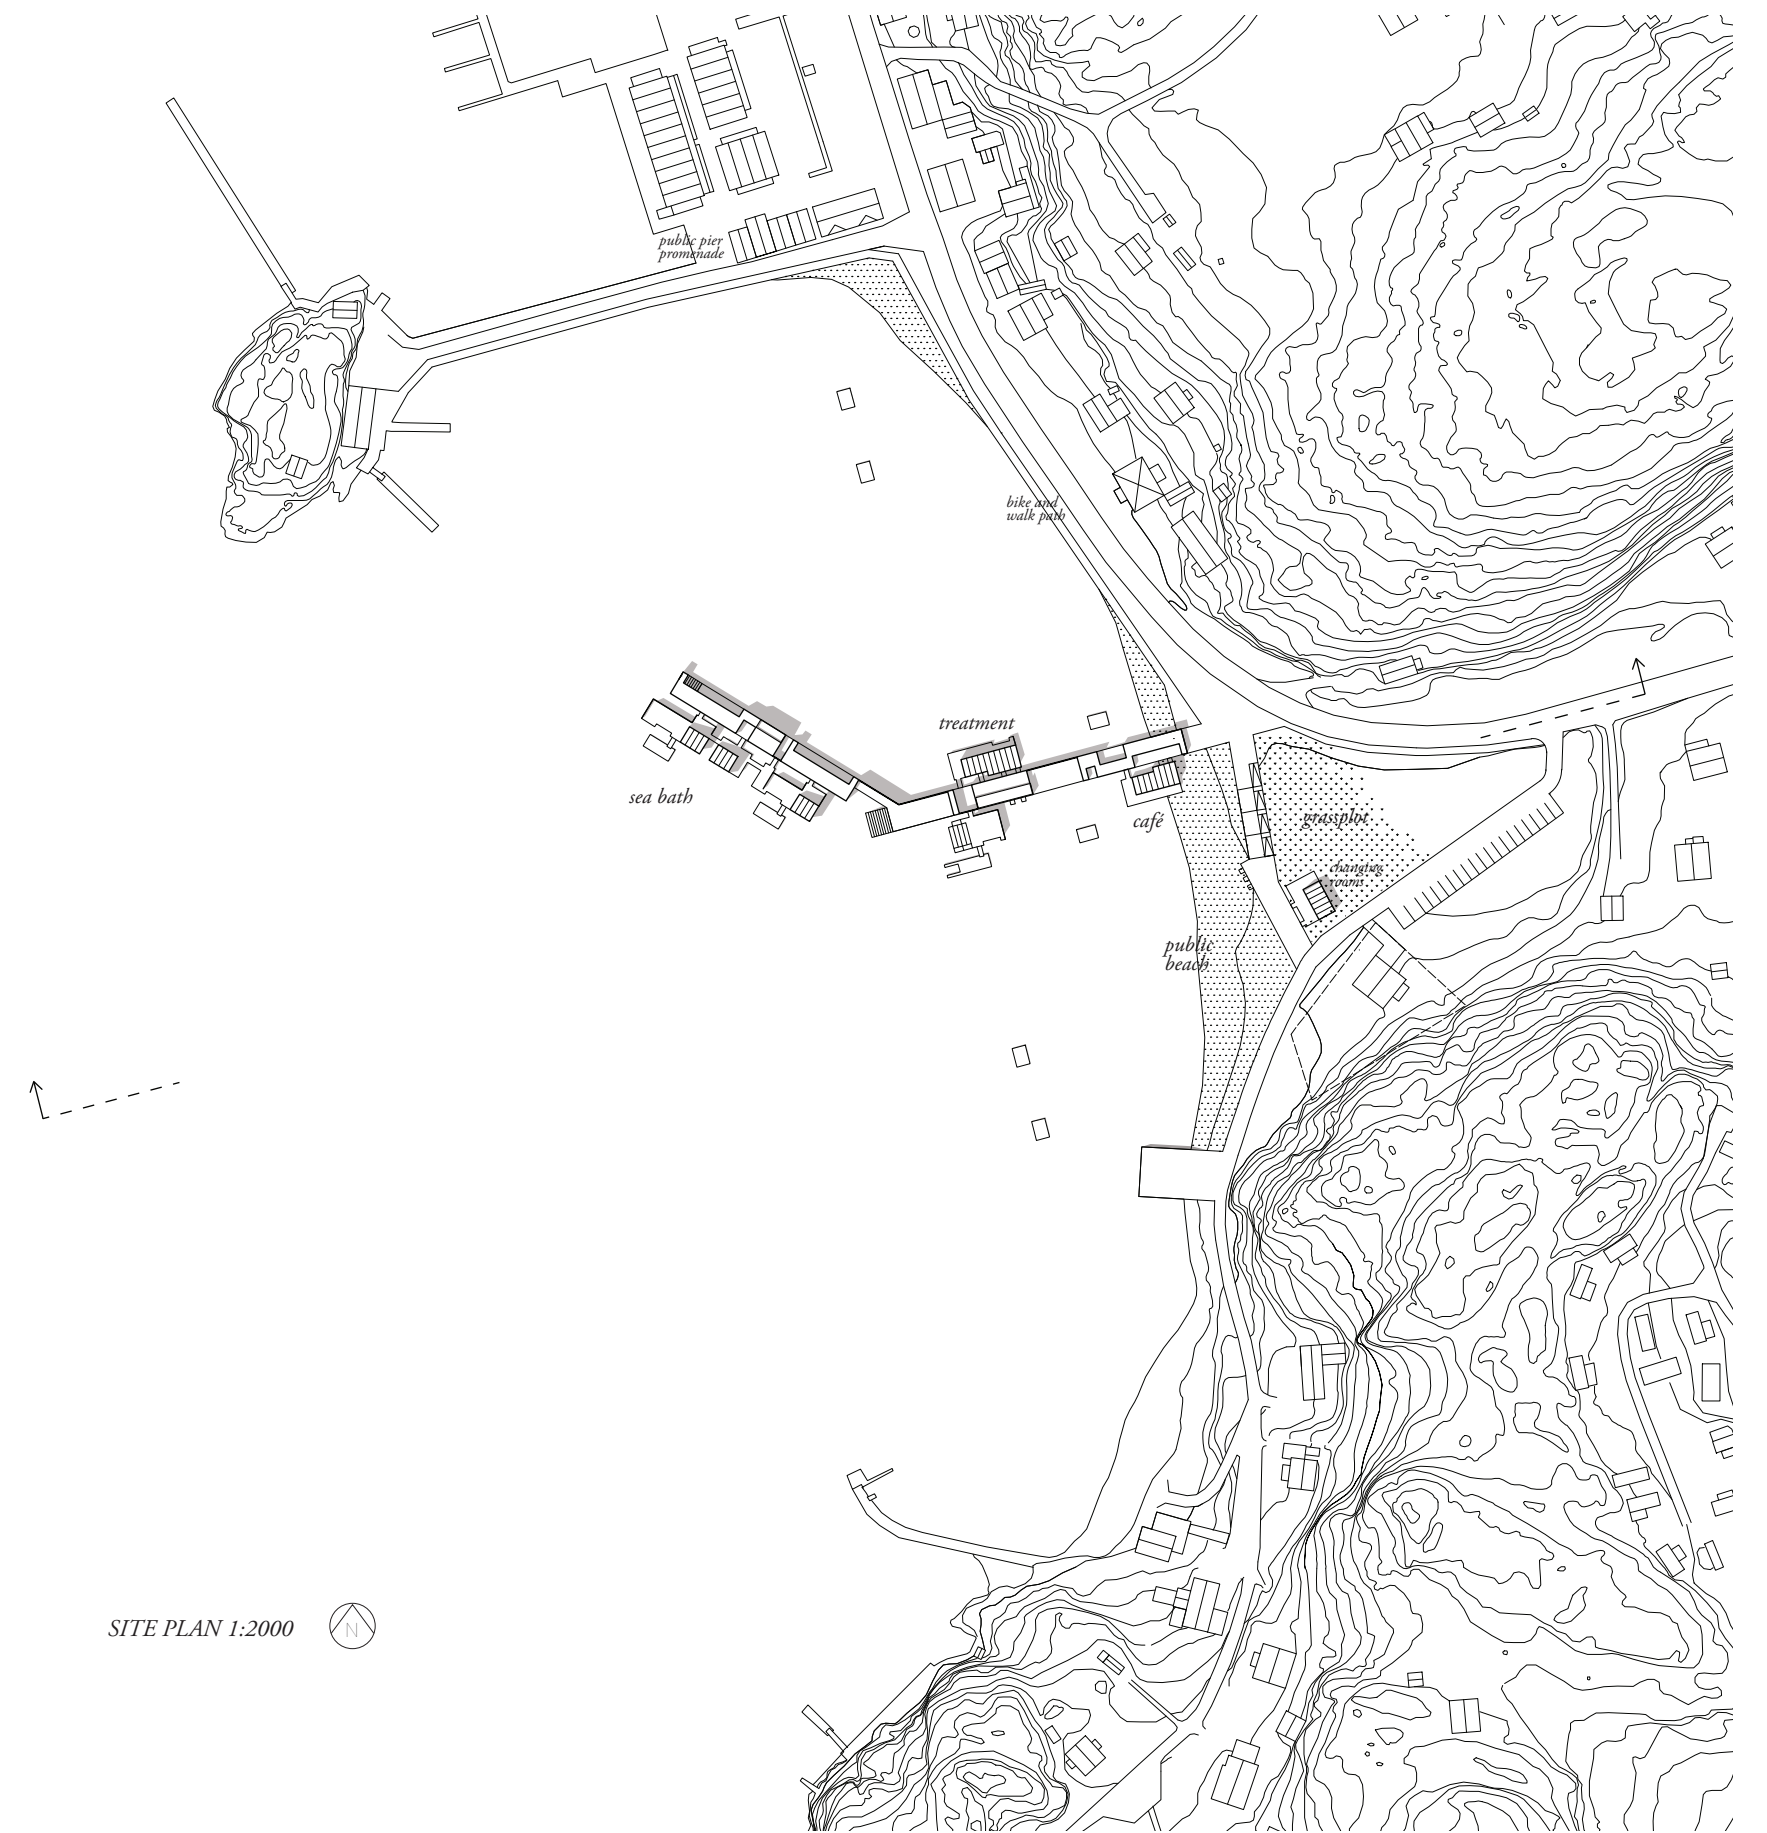 public pier
promenade
bike and
walk path
treatment
sea bath
café
grassplot
changing
rooms
public
beach
SITE PLAN 1:2000
N